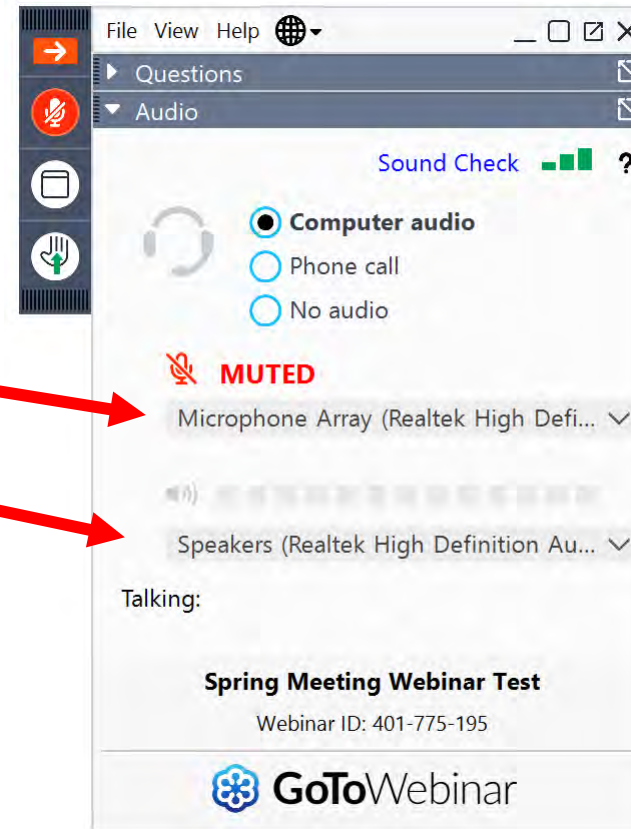 File View Help
Questions
Audio
Sound Check ?
Computer audio
Phone call
No audio
MUTED
Microphone Array (Realtek High Defi...
Speakers (Realtek High Definition Au...
Talking:
Spring Meeting Webinar Test
Webinar ID: 401-775-195
GoToWebinar